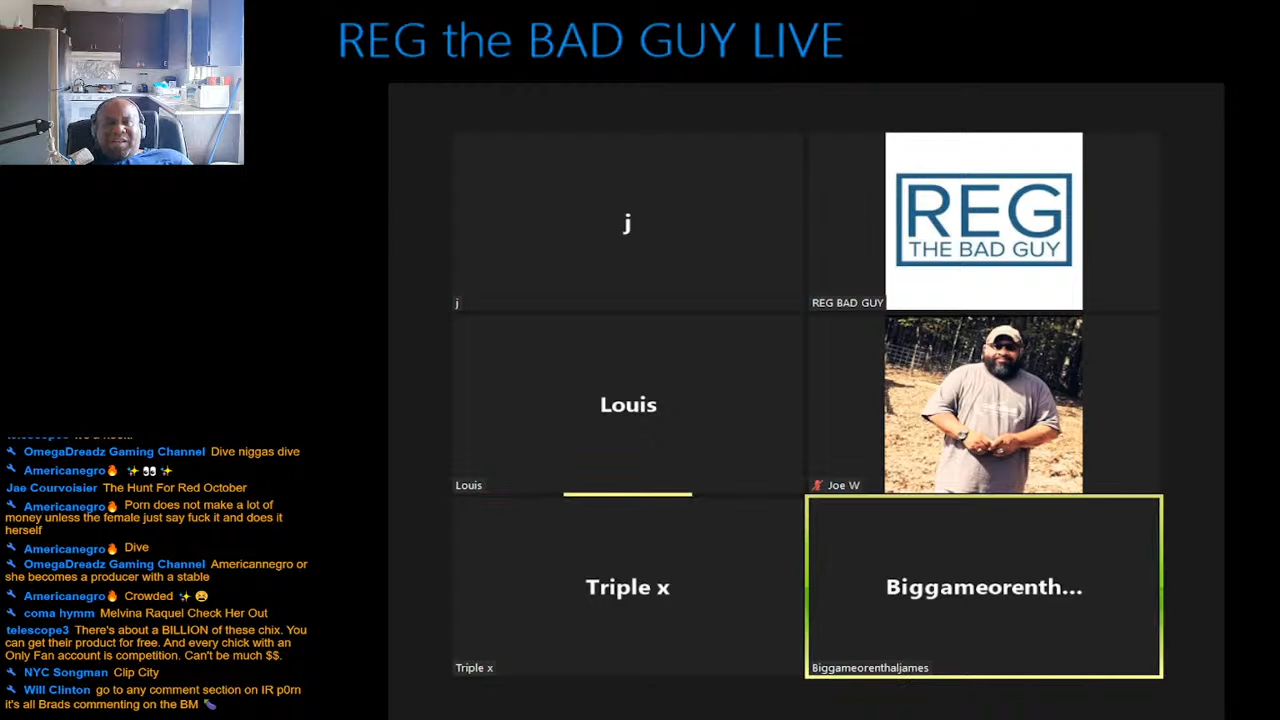 REG the BAD GUY LIVE
j
j
REG
THE BAD GUY
REG BAD GUY
Louis
Louis
Joe W
Triple x
Triple x
Biggameorenth...
Biggameorenthaljames
OmegaDreadz Gaming Channel Dive niggas dive
Americanegro🔥 ✨👀✨
Jae Courvoisier The Hunt For Red October
Americanegro🔥 Porn does not make a lot of
money unless the female just say fuck it and does it
herself
Americanegro🔥 Dive
OmegaDreadz Gaming Channel Americannegro or
she becomes a producer with a stable
Americanegro🔥 Crowded ✨😫
coma hymm Melvina Raquel Check Her Out
telescope3 There's about a BILLION of these chix. You
can get their product for free. And every chick with an
Only Fan account is competition. Can't be much $$.
NYC Songman Clip City
Will Clinton go to any comment section on IR p0rn
it's all Brads commenting on the BM 🍆